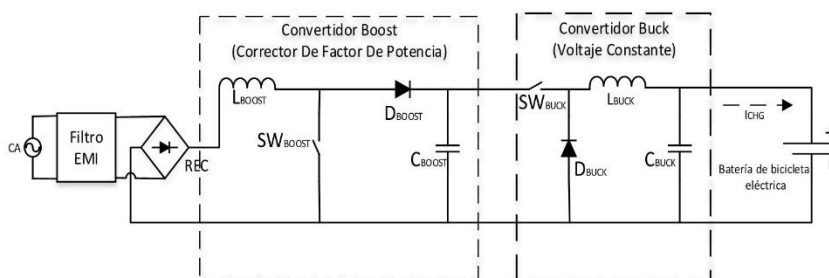 Convertidor Boost
(Corrector De Factor De Potencia)
Convertidor Buck
(Voltaje Constante)
LBOOST
DBOOST
SWBUCK
LBUCK
ICHG
CA
Filtro
EMI
REC
SWBOOST
CBOOST
DBUCK
CBUCK
Batería de bicicleta
eléctrica
+